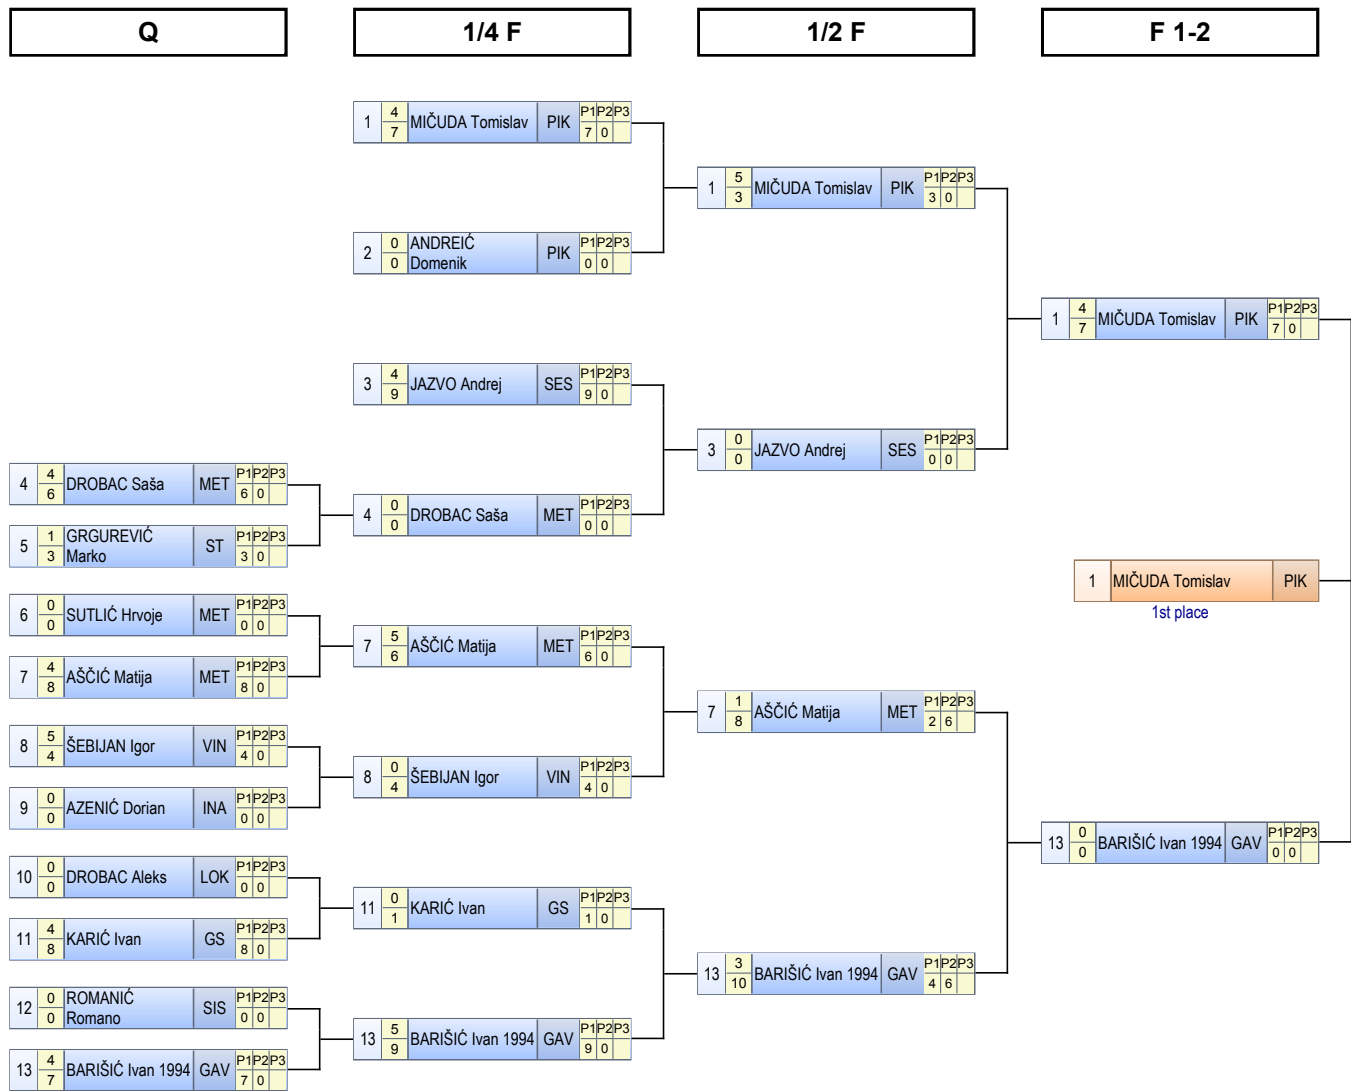 Q
1/4 F
1/2 F
F 1-2
1 4 7 MIČUDA Tomislav PIK P1 P2 P3 7 0
1 5 3 MIČUDA Tomislav PIK P1 P2 P3 3 0
2 0 0 ANDREIĆ Domenik PIK P1 P2 P3 0 0
1 4 7 MIČUDA Tomislav PIK P1 P2 P3 7 0
3 4 9 JAZVO Andrej SES P1 P2 P3 9 0
3 0 0 JAZVO Andrej SES P1 P2 P3 0 0
4 4 6 DROBAC Saša MET P1 P2 P3 6 0
4 0 0 DROBAC Saša MET P1 P2 P3 0 0
5 1 3 GRGUREVIĆ Marko ST P1 P2 P3 3 0
1 MIČUDA Tomislav PIK
1st place
6 0 0 SUTLIĆ Hrvoje MET P1 P2 P3 0 0
7 5 6 AŠČIĆ Matija MET P1 P2 P3 6 0
7 4 8 AŠČIĆ Matija MET P1 P2 P3 8 0
7 1 8 AŠČIĆ Matija MET P1 P2 P3 2 6
8 5 4 ŠEBIJAN Igor VIN P1 P2 P3 4 0
8 0 4 ŠEBIJAN Igor VIN P1 P2 P3 4 0
9 0 0 AZENIĆ Dorian INA P1 P2 P3 0 0
13 0 0 BARIŠIĆ Ivan 1994 GAV P1 P2 P3 0 0
10 0 0 DROBAC Aleks LOK P1 P2 P3 0 0
11 0 1 KARIĆ Ivan GS P1 P2 P3 1 0
11 4 8 KARIĆ Ivan GS P1 P2 P3 8 0
13 3 10 BARIŠIĆ Ivan 1994 GAV P1 P2 P3 4 6
12 0 0 ROMANIĆ Romano SIS P1 P2 P3 0 0
13 5 9 BARIŠIĆ Ivan 1994 GAV P1 P2 P3 9 0
13 4 7 BARIŠIĆ Ivan 1994 GAV P1 P2 P3 7 0